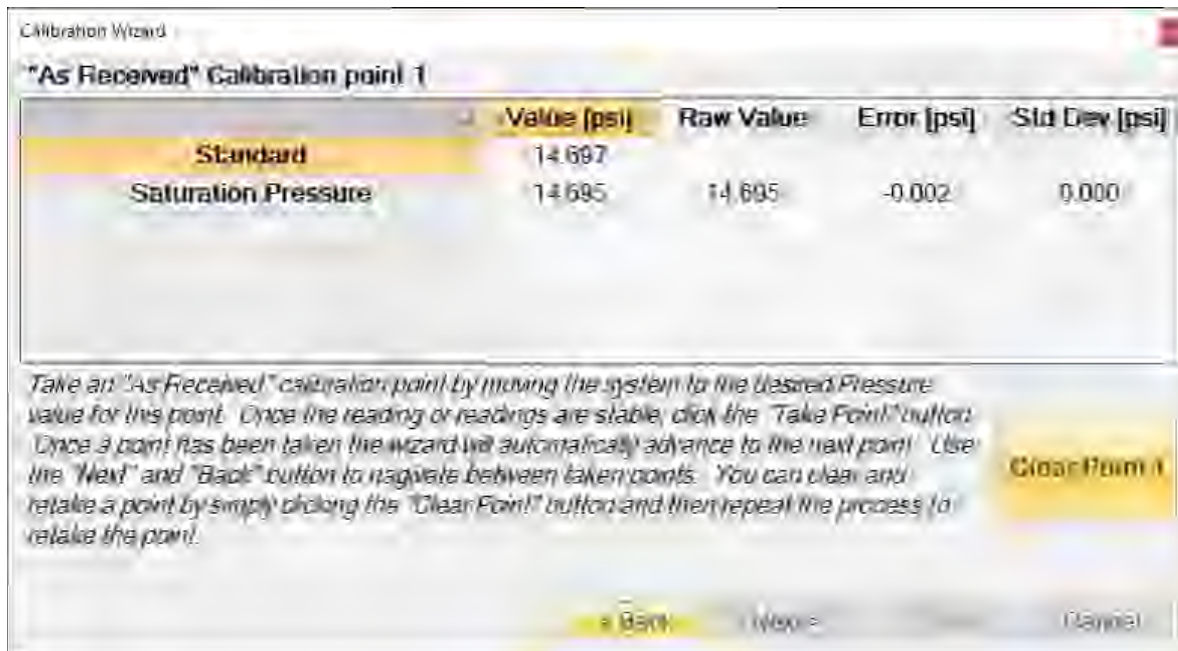 Calibration Wizard
"As Received" Calibration point 1
Value [psi] Raw Value Error [psi] Std Dev [psi]
Standard 14.697
Saturation Pressure 14.695 14.695 -0.002 0.000
Take an "As Received" calibration point by moving the system to the desired Pressure
value for this point. Once the reading or readings are stable, click the "Take Point" button.
Once a point has been taken the wizard will automatically advance to the next point. Use
the "Next" and "Back" button to nagivate between taken points. You can clear and
retake a point by simply clicking the "Clear Point" button and then repeat the process to
retake the point.
Clear Point 1
< Back Cancel